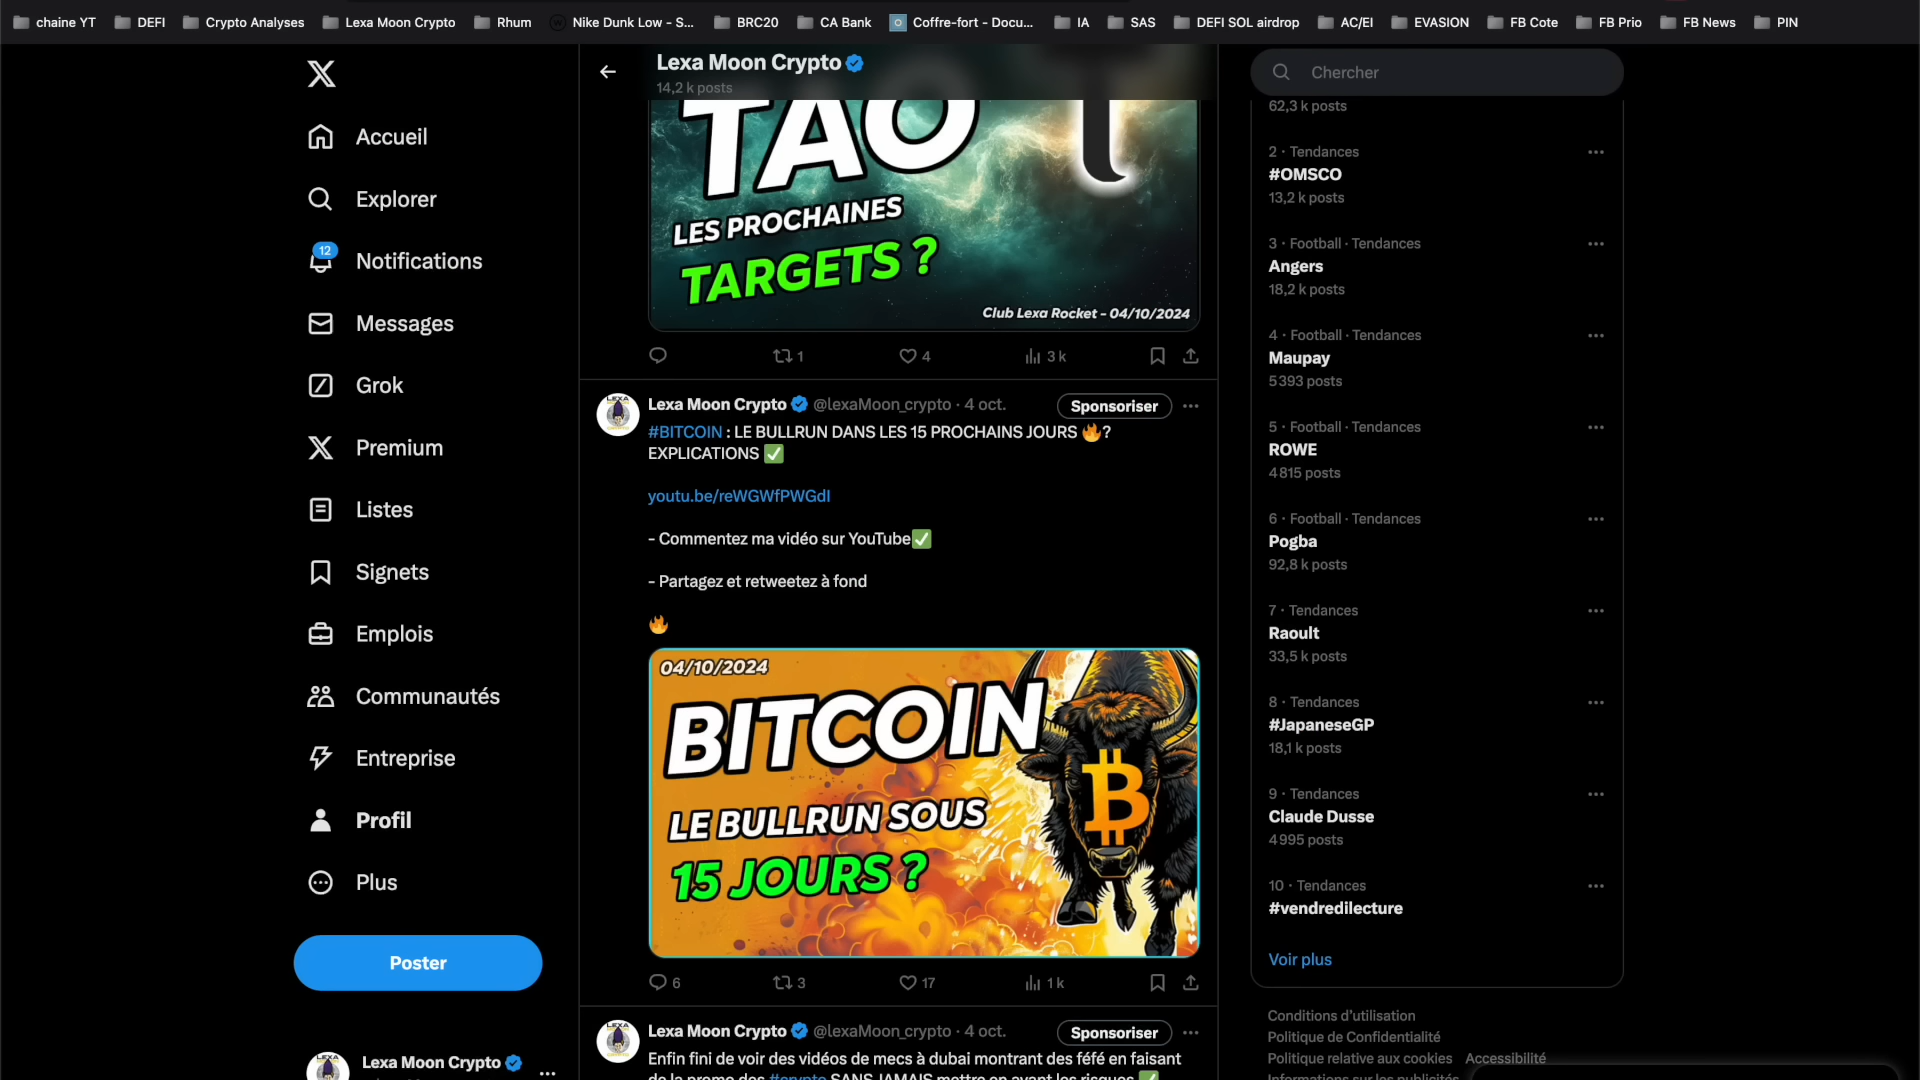 chaine YT
DEFI
Crypto Analyses
Lexa Moon Crypto
Rhum
Nike Dunk Low – S...
BRC20
CA Bank
Coffre-fort - Docu...
IA
SAS
DEFI SOL airdrop
AC/EI
EVASION
FB Cote
FB Prio
FB News
PIN
Accueil
Explorer
12
Notifications
Messages
Grok
Premium
Listes
Signets
Emplois
Communautés
Entreprise
Profil
Plus
Poster
Lexa Moon Crypto
Lexa Moon Crypto
14,2 k posts
TAO
LES PROCHAINES
TARGETS ?
Club Lexa Rocket - 04/10/2024
1
4
3 k
Lexa Moon Crypto @lexaMoon_crypto · 4 oct.
Sponsoriser
#BITCOIN : LE BULLRUN DANS LES 15 PROCHAINS JOURS 🔥?
EXPLICATIONS ✅
youtu.be/reWGWfPWGdI
- Commentez ma vidéo sur YouTube✅
- Partagez et retweetez à fond
🔥
04/10/2024
BITCOIN
LE BULLRUN SOUS
15 JOURS ?
6
3
17
1 k
Lexa Moon Crypto @lexaMoon_crypto · 4 oct.
Sponsoriser
Enfin fini de voir des vidéos de mecs à dubai montrant des féfé en faisant
de la promo des #crypto SANS JAMAIS mettre en avant les risques ✅
Chercher
62,3 k posts
2 · Tendances
#OMSCO
13,2 k posts
3 · Football · Tendances
Angers
18,2 k posts
4 · Football · Tendances
Maupay
5 393 posts
5 · Football · Tendances
ROWE
4 815 posts
6 · Football · Tendances
Pogba
92,8 k posts
7 · Tendances
Raoult
33,5 k posts
8 · Tendances
#JapaneseGP
18,1 k posts
9 · Tendances
Claude Dusse
4 995 posts
10 · Tendances
#vendredilecture
Voir plus
Conditions d'utilisation
Politique de Confidentialité
Politique relative aux cookies Accessibilité
Informations sur les publicités